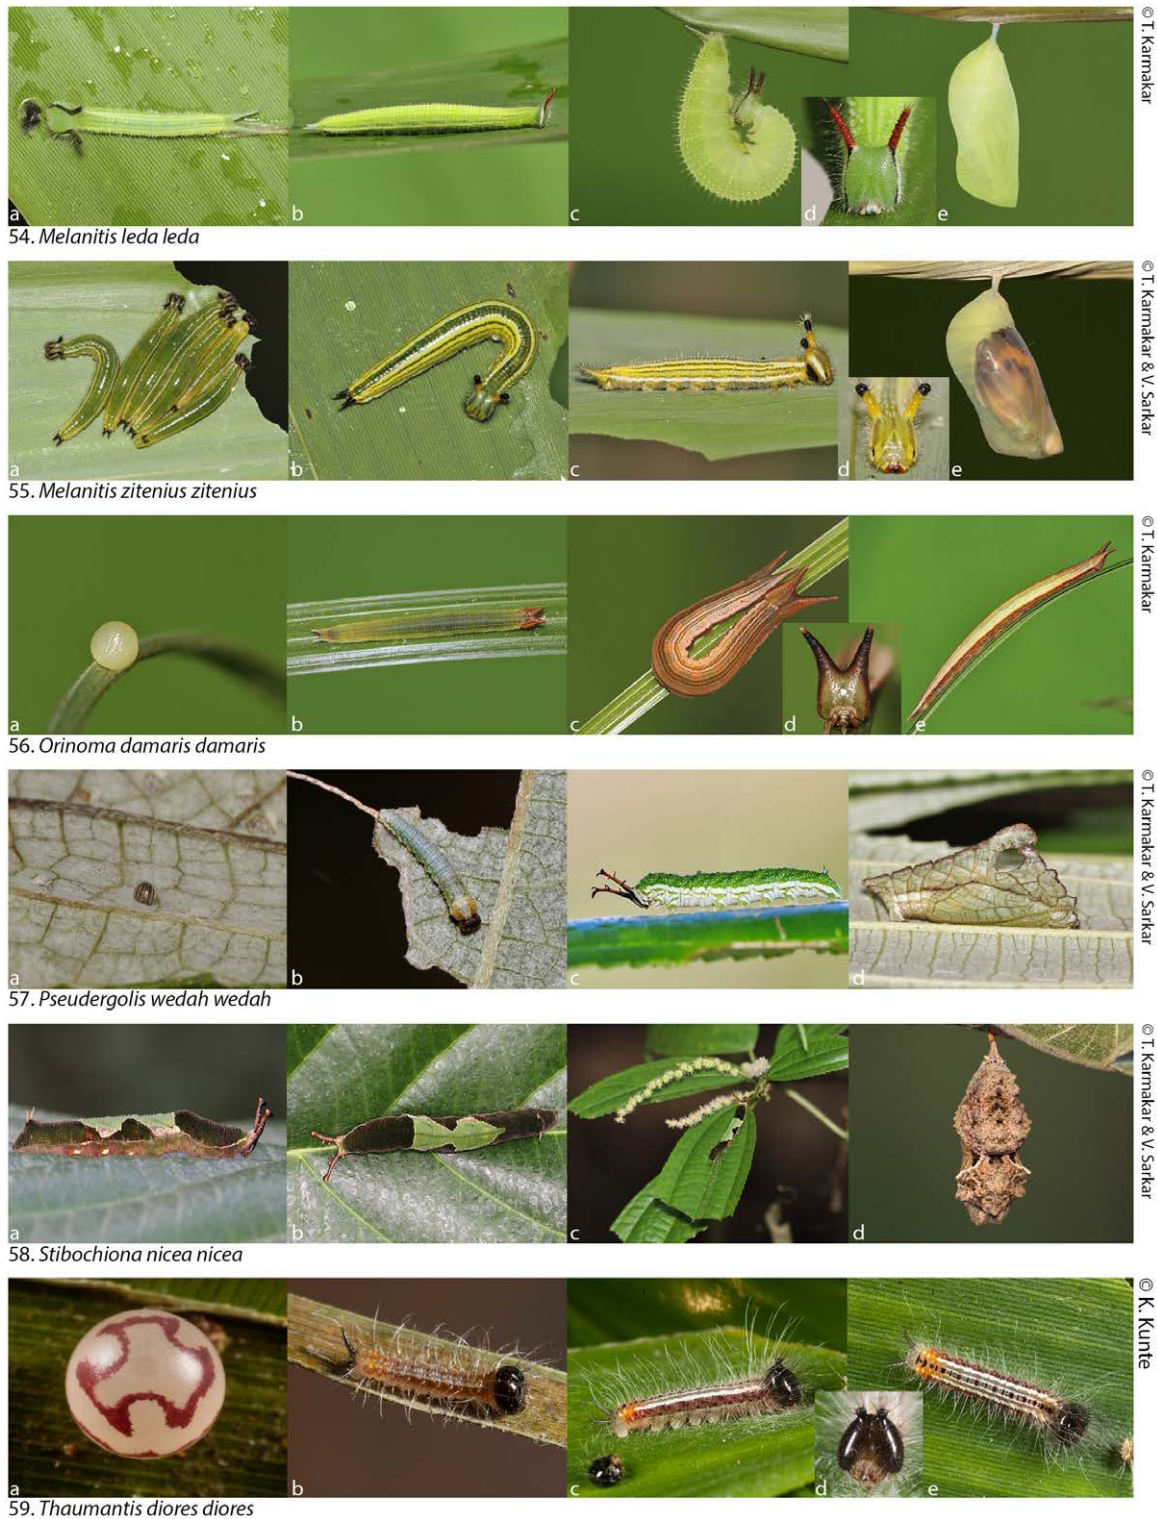 © T. Karmakar
a b c d e
54. Melanitis leda leda
© T. Karmakar & V. Sarkar
a b c d e
55. Melanitis zitenius zitenius
© T. Karmakar
a b c d e
56. Orinoma damaris damaris
© T. Karmakar & V. Sarkar
a b c d
57. Pseudergolis wedah wedah
© T. Karmakar & V. Sarkar
a b c d
58. Stibochiona nicea nicea
© K. Kunte
a b c d e
59. Thaumantis diores diores